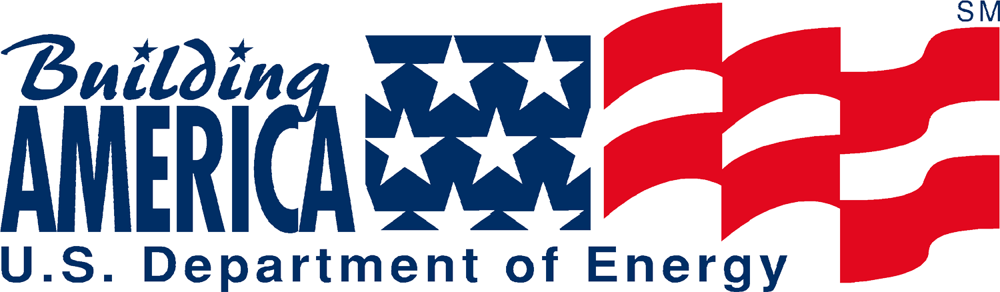 SM
Building
AMERICA
U.S. Department of Energy